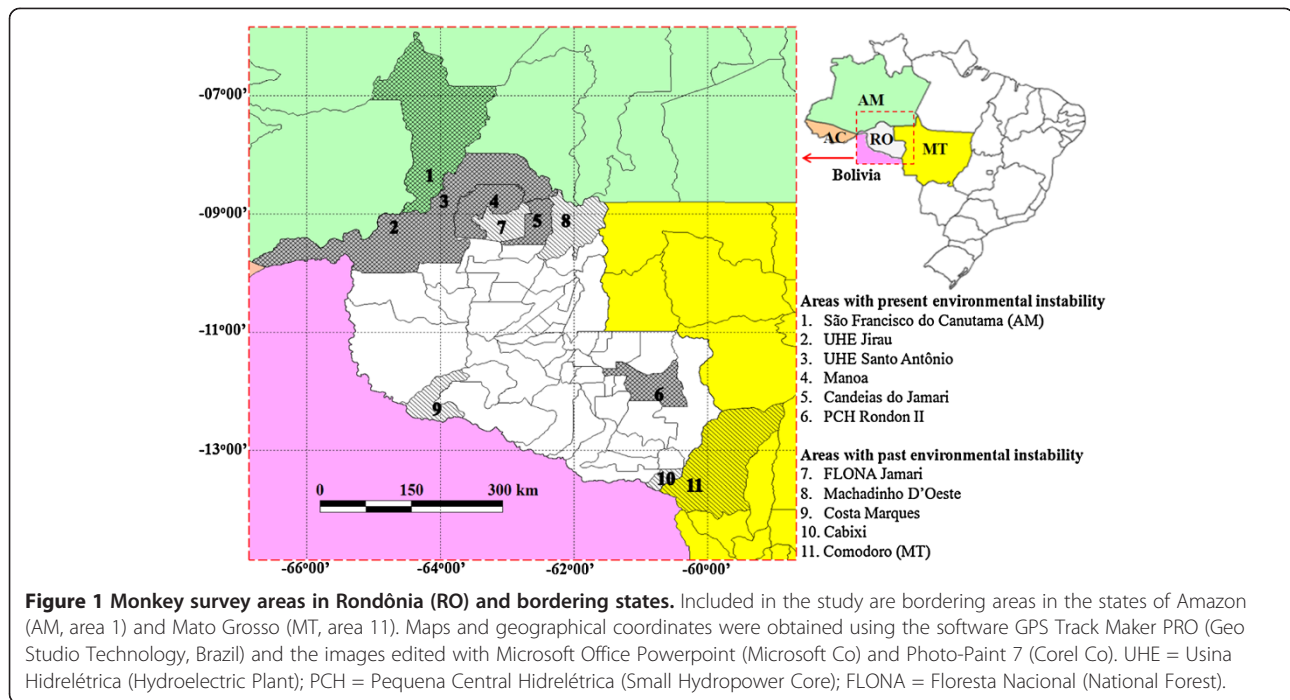 -07º00’
-09º00’
-11º00’
-13º00’
1
2
3
4
5
7
8
6
9
10
11
0 150 300 km
-66º00’ -64º00’ -62º00’ -60º00’
AM
AC
RO
MT
Bolivia
Areas with present environmental instability
1. São Francisco do Canutama (AM)
2. UHE Jirau
3. UHE Santo Antônio
4. Manoa
5. Candeias do Jamari
6. PCH Rondon II
Areas with past environmental instability
7. FLONA Jamari
8. Machadinho D’Oeste
9. Costa Marques
10. Cabixi
11. Comodoro (MT)
Figure 1 Monkey survey areas in Rondônia (RO) and bordering states. Included in the study are bordering areas in the states of Amazon
(AM, area 1) and Mato Grosso (MT, area 11). Maps and geographical coordinates were obtained using the software GPS Track Maker PRO (Geo
Studio Technology, Brazil) and the images edited with Microsoft Office Powerpoint (Microsoft Co) and Photo-Paint 7 (Corel Co). UHE = Usina
Hidrelétrica (Hydroelectric Plant); PCH = Pequena Central Hidrelétrica (Small Hydropower Core); FLONA = Floresta Nacional (National Forest).